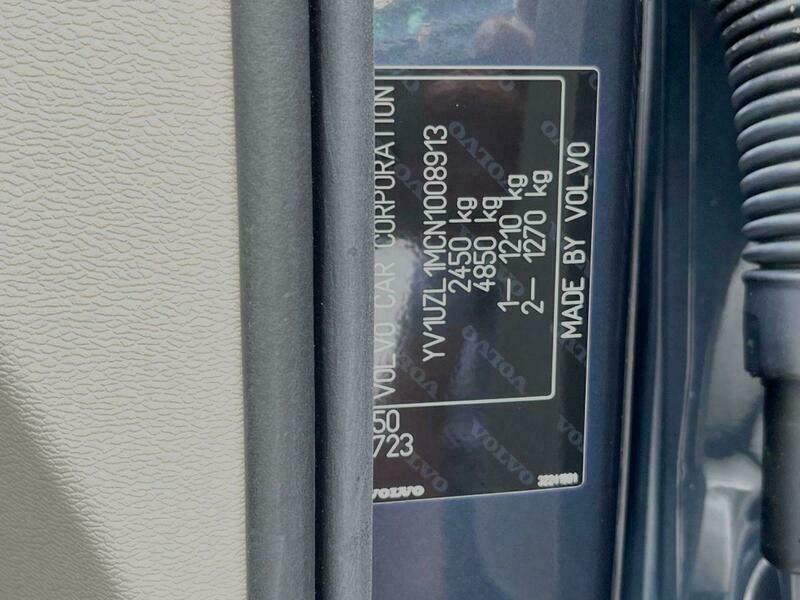 VOLVO CAR CORPORATION
YV1UZL1MCN1008913
2450 kg
4850 kg
1– 1210 kg
2– 1270 kg
MADE BY VOLVO
50
723
VOLVO